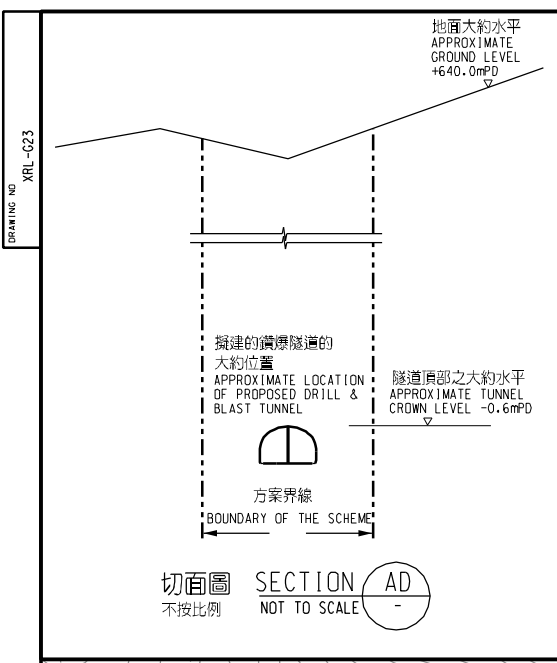 地面大約水平
APPROXIMATE
GROUND LEVEL
+640.0mPD
DRAWING NO
XRL-G23
擬建的鑽爆隧道的
大約位置
APPROXIMATE LOCATION
OF PROPOSED DRILL &
BLAST TUNNEL
隧道頂部之大約水平
APPROXIMATE TUNNEL
CROWN LEVEL -0.6mPD
方案界線
BOUNDARY OF THE SCHEME
切面圖 SECTION AD
不按比例 NOT TO SCALE -